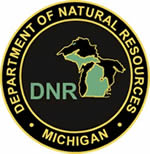 DEPARTMENT OF NATURAL RESOURCES
DNR
• MICHIGAN •